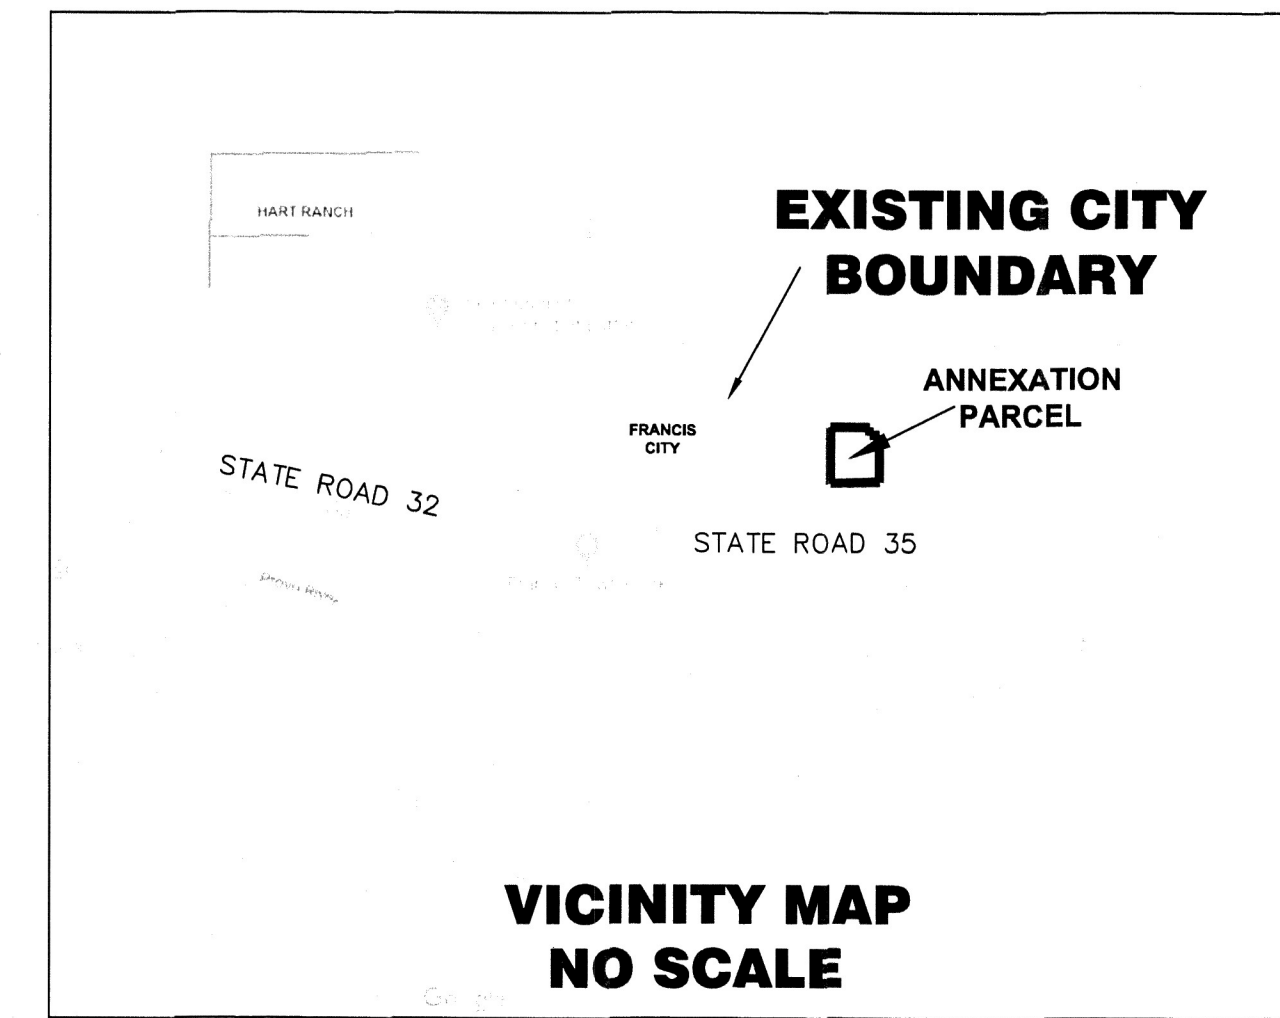 HART RANCH
EXISTING CITY
BOUNDARY
ANNEXATION
PARCEL
FRANCIS
CITY
STATE ROAD 32
STATE ROAD 35
VICINITY MAP
NO SCALE